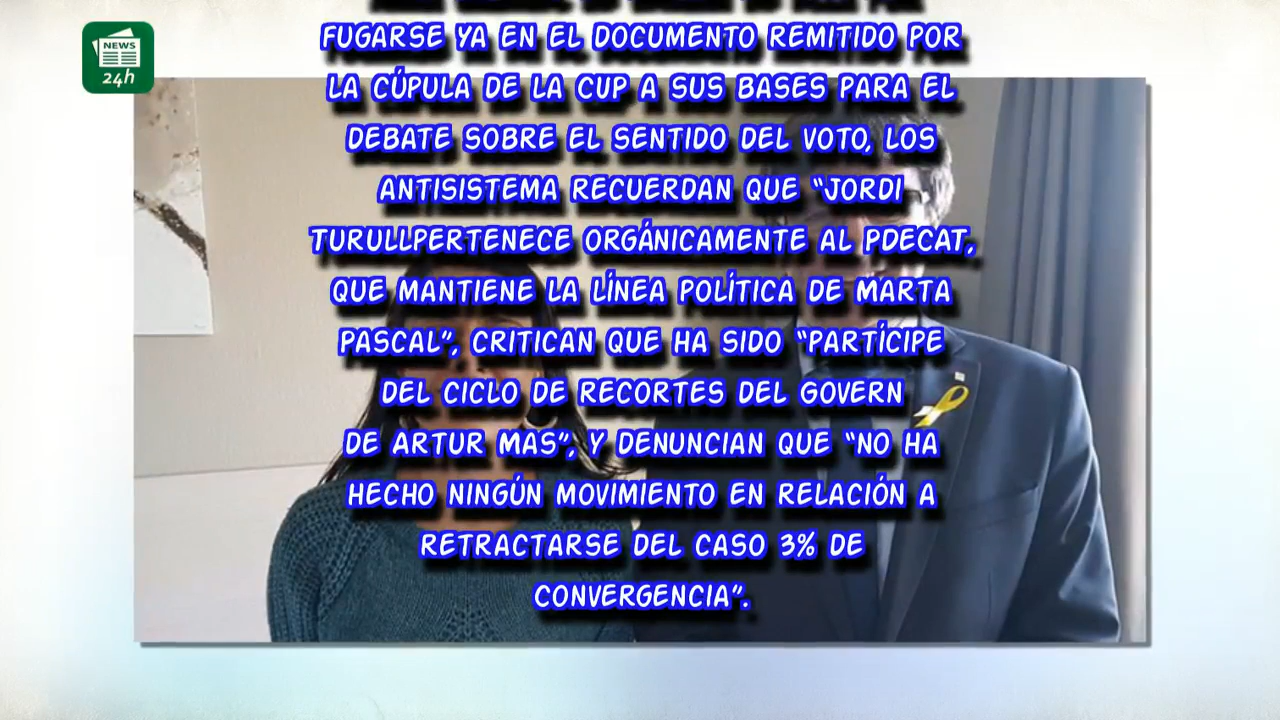 NEWS
24h
FUGARSE YA EN EL DOCUMENTO REMITIDO POR
LA CÚPULA DE LA CUP A SUS BASES PARA EL
DEBATE SOBRE EL SENTIDO DEL VOTO, LOS
ANTISISTEMA RECUERDAN QUE “JORDI
TURULLPERTENECE ORGÁNICAMENTE AL PDECAT,
QUE MANTIENE LA LÍNEA POLÍTICA DE MARTA
PASCAL”, CRITICAN QUE HA SIDO “PARTÍCIPE
DEL CICLO DE RECORTES DEL GOVERN
DE ARTUR MAS”, Y DENUNCIAN QUE “NO HA
HECHO NINGÚN MOVIMIENTO EN RELACIÓN A
RETRACTARSE DEL CASO 3% DE
CONVERGENCIA”.